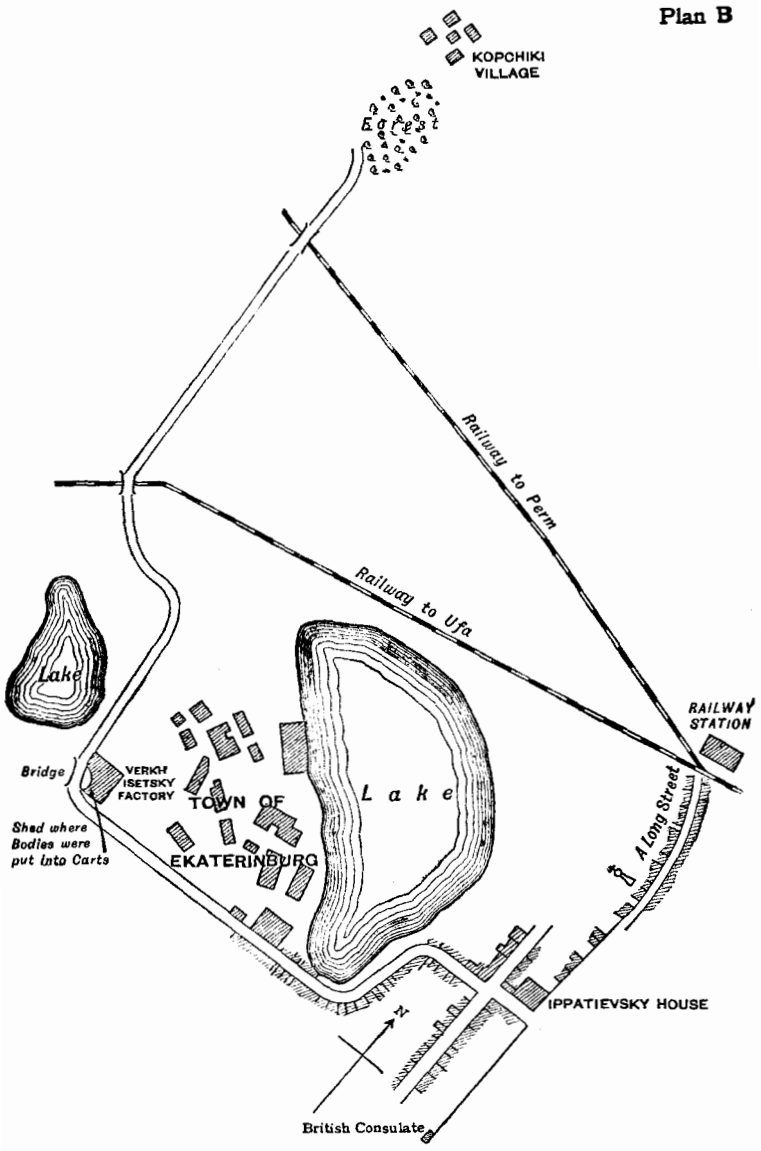 Plan B
KOPCHIKI
VILLAGE
Forest
Railway to Perm
Railway to Ufa
Lake
RAILWAY
STATION
Bridge
VERKH
ISETSKY
FACTORY
TOWN OF
Lake
A Long Street
Shed where
Bodies were
put into Carts
EKATERINBURG
IPPATIEVSKY HOUSE
N
British Consulate